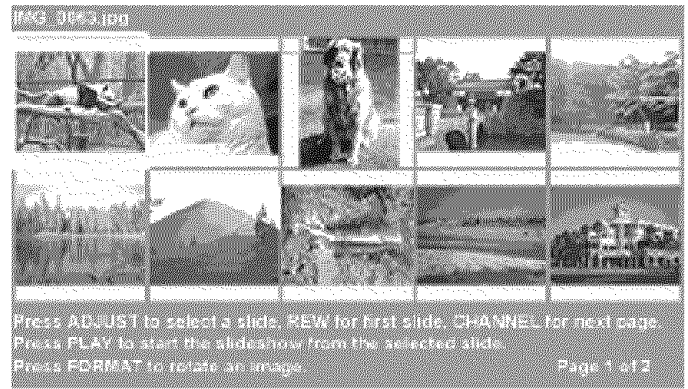 IMG_0063.jpg
Press ADJUST to select a slide, REW for first slide, CHANNEL for next page.
Press PLAY to start the slideshow from the selected slide.
Press FORMAT to rotate an image.
Page 1 of 2